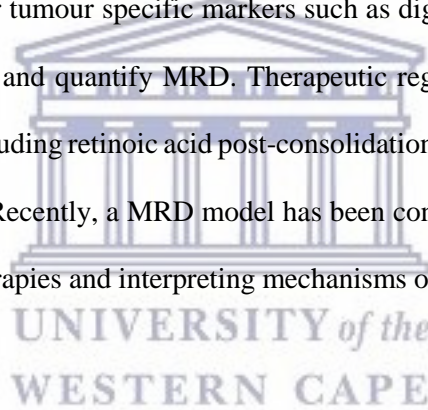 tumour specific markers such as dig
and quantify MRD. Therapeutic reg
uding retinoic acid post-consolidation
Recently, a MRD model has been con
rapies and interpreting mechanisms o
UNIVERSITY of the
WESTERN CAPE